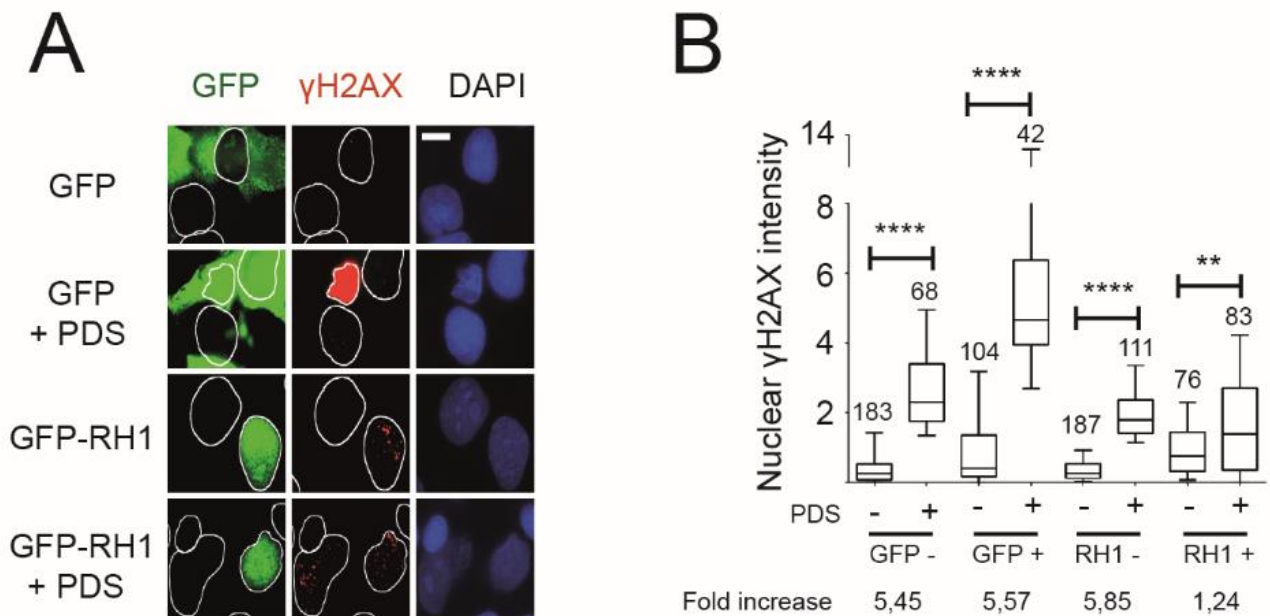 A
GFP γH2AX DAPI
GFP
GFP
+ PDS
GFP-RH1
GFP-RH1
+ PDS
B
Nuclear γH2AX intensity
14
8
6
4
2
183
****
68
104
****
42
187
****
111
76
**
83
PDS - + - + - + - +
GFP - GFP + RH1 - RH1 +
Fold increase 5,45 5,57 5,85 1,24